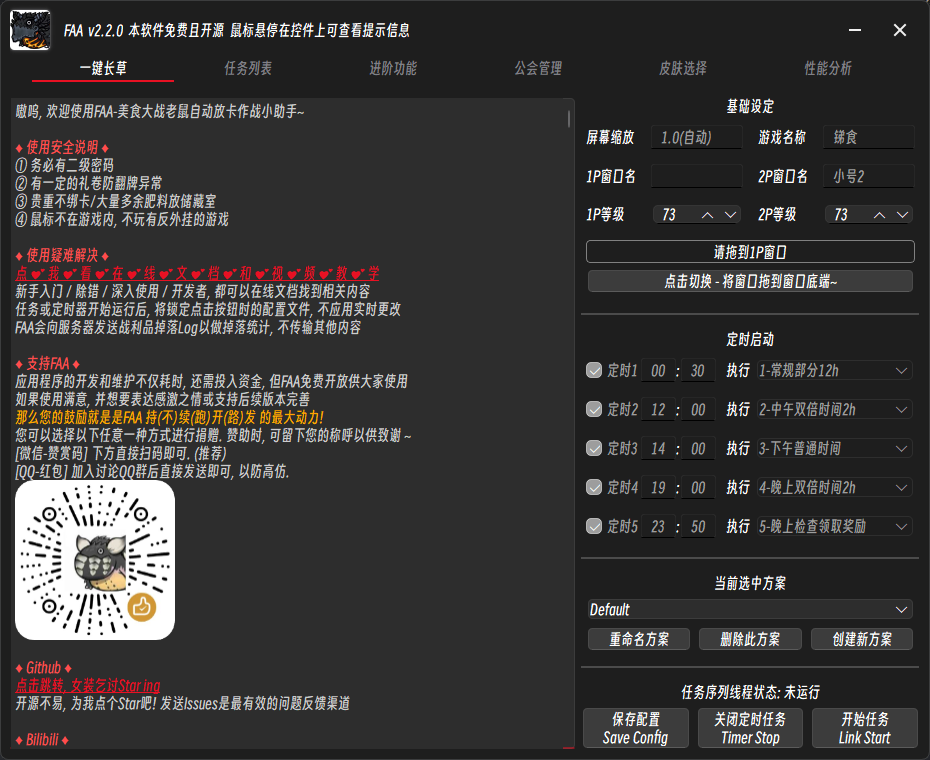 FAA v2.2.0 本软件免费且开源 鼠标悬停在控件上可查看提示信息
一键长草
任务列表
进阶功能
公会管理
皮肤选择
性能分析
嗷呜, 欢迎使用FAA-美食大战老鼠自动放卡作战小助手~
♦ 使用安全说明 ♦
① 务必有二级密码
② 有一定的礼卷防翻牌异常
③ 贵重不绑卡/大量多余肥料放储藏室
④ 鼠标不在游戏内, 不玩有反外挂的游戏
♦ 使用疑难解决 ♦
点❤我❤看❤在❤线❤文❤档❤和❤视❤频❤教❤学
新手入门 / 除错 / 深入使用 / 开发者, 都可以在线文档找到相关内容
任务或定时器开始运行后, 将锁定点击按钮时的配置文件, 不应用实时更改
FAA会向服务器发送战利品掉落Log以做掉落统计, 不传输其他内容
♦ 支持FAA ♦
应用程序的开发和维护不仅耗时, 还需投入资金, 但FAA免费开放供大家使用
如果使用满意, 并想要表达感激之情或支持后续版本完善
那么您的鼓励就是是FAA 持(不)续(跑)开(路)发 的最大动力!
您可以选择以下任意一种方式进行捐赠. 赞助时, 可留下您的称呼以供致谢 ~
[微信-赞赏码] 下方直接扫码即可. (推荐)
[QQ-红包] 加入讨论QQ群后直接发送即可, 以防高仿.
♦ Github ♦
点击跳转, 女装乞讨Staring
开源不易, 为我点个Star吧! 发送Issues是最有效的问题反馈渠道
♦ Bilibili ♦
基础设定
屏幕缩放 1.0(自动) 游戏名称 锑食
1P窗口名 2P窗口名 小号2
1P等级 73 2P等级 73
请拖到1P窗口
点击切换 - 将窗口拖到窗口底端~
定时启动
定时1 00 : 30 执行 1-常规部分12h
定时2 12 : 00 执行 2-中午双倍时间2h
定时3 14 : 00 执行 3-下午普通时间
定时4 19 : 00 执行 4-晚上双倍时间2h
定时5 23 : 50 执行 5-晚上检查领取奖励
当前选中方案
Default
重命名方案 删除此方案 创建新方案
任务序列线程状态: 未运行
保存配置 关闭定时任务 开始任务
Save Config Timer Stop Link Start